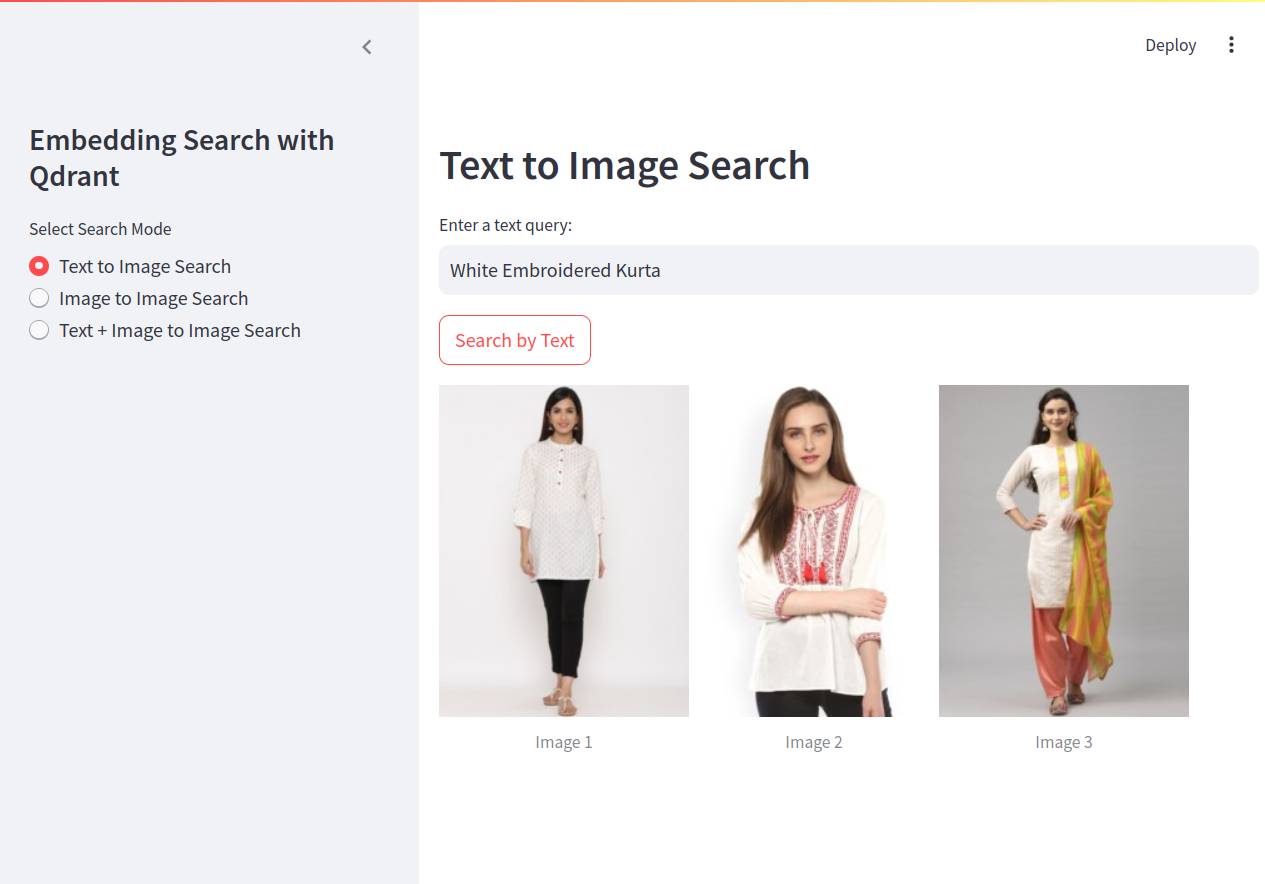 Deploy
Embedding Search with
Qdrant
Select Search Mode
Text to Image Search
Image to Image Search
Text + Image to Image Search
Text to Image Search
Enter a text query:
White Embroidered Kurta
Search by Text
Image 1
Image 2
Image 3